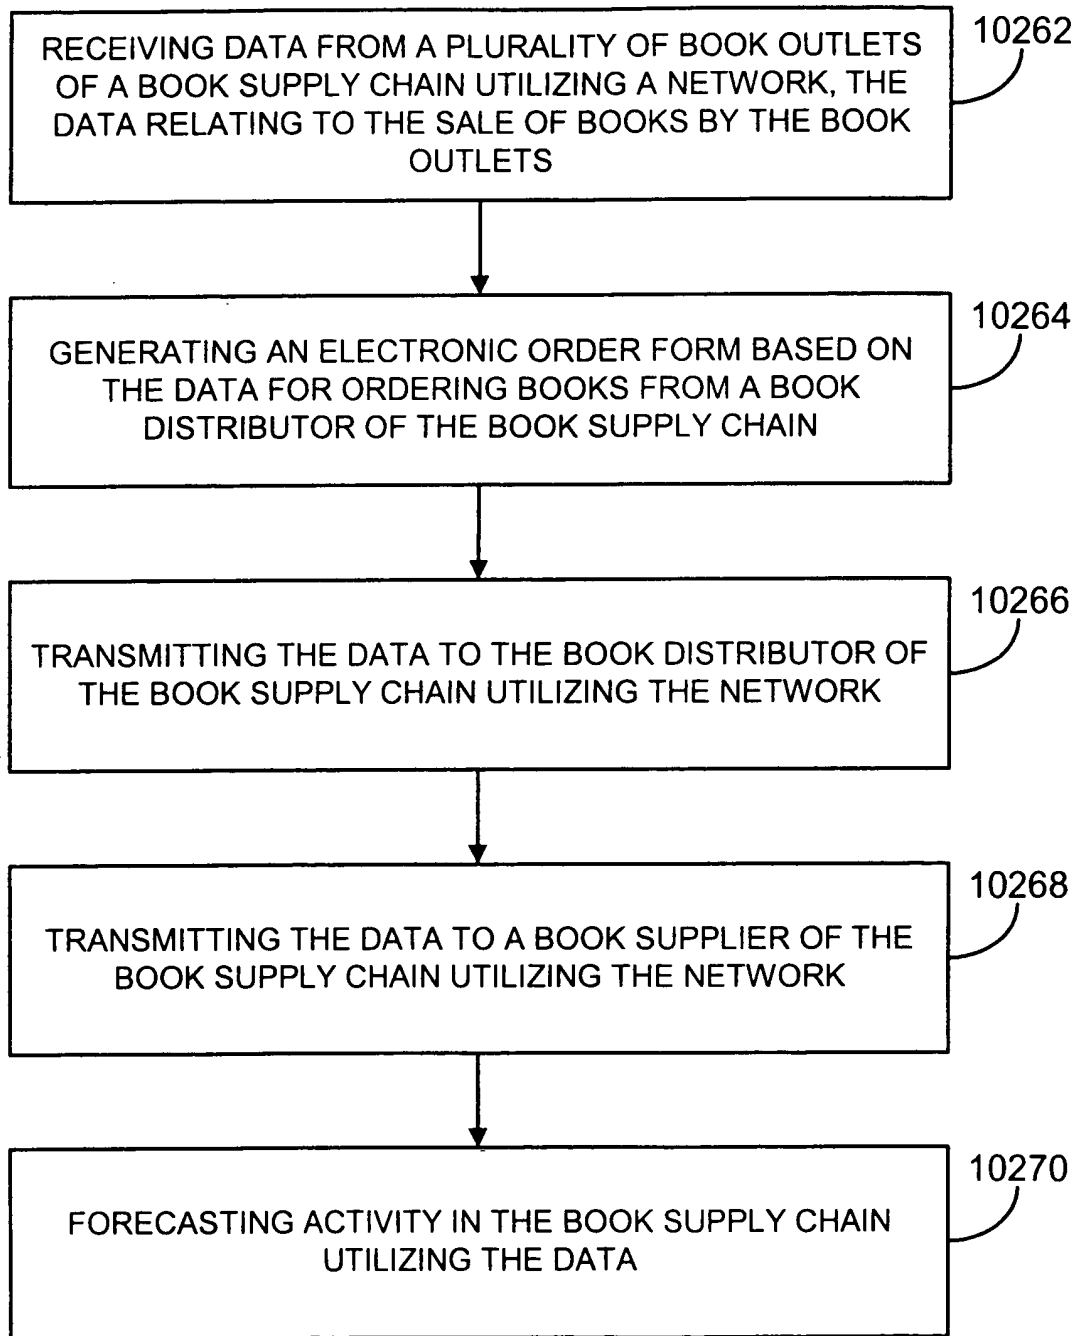 RECEIVING DATA FROM A PLURALITY OF BOOK OUTLETS
OF A BOOK SUPPLY CHAIN UTILIZING A NETWORK, THE
DATA RELATING TO THE SALE OF BOOKS BY THE BOOK
OUTLETS
10262
GENERATING AN ELECTRONIC ORDER FORM BASED ON
THE DATA FOR ORDERING BOOKS FROM A BOOK
DISTRIBUTOR OF THE BOOK SUPPLY CHAIN
10264
TRANSMITTING THE DATA TO THE BOOK DISTRIBUTOR OF
THE BOOK SUPPLY CHAIN UTILIZING THE NETWORK
10266
TRANSMITTING THE DATA TO A BOOK SUPPLIER OF THE
BOOK SUPPLY CHAIN UTILIZING THE NETWORK
10268
FORECASTING ACTIVITY IN THE BOOK SUPPLY CHAIN
UTILIZING THE DATA
10270